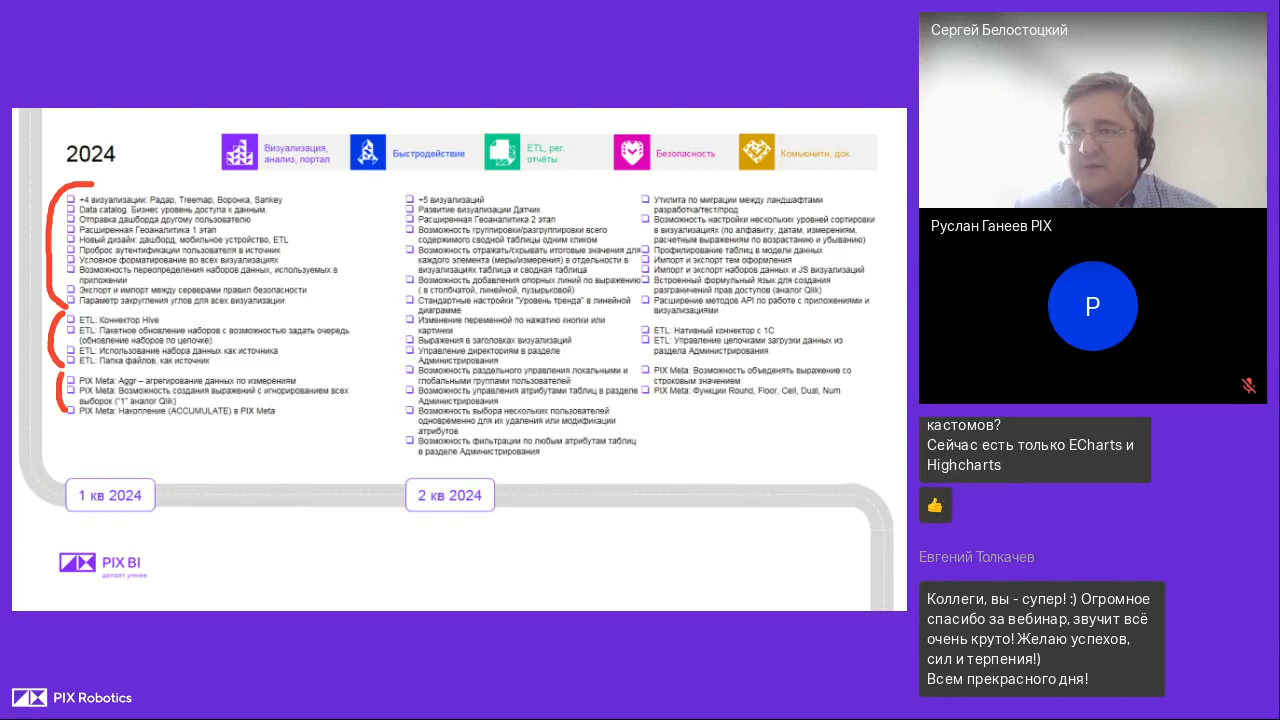 2024
Визуализация,
анализ, портал
Быстродействие
ETL, рег.
отчёты
Безопасность
Комьюнити, док.
+4 визуализации: Радар, Treemap, Воронка, Sankey
Data catalog. Бизнес уровень доступа к данным.
Отправка дашборда другому пользователю
Расширенная Геоаналитика 1 этап
Новый дизайн: дашборд, мобильное устройство, ETL
Проброс аутентификации пользователя в источник
Условное форматирование во всех визуализациях
Возможность переопределения наборов данных, используемых в
приложении
Экспорт и импорт между серверами правил безопасности
Параметр закругления углов для всех визуализации
ETL: Коннектор Hive
ETL: Пакетное обновление наборов с возможностью задать очередь
(обновление наборов по цепочке)
ETL: Использование набора данных как источника
ETL: Папка файлов, как источник
PIX Meta: Aggr – агрегирование данных по измерениям
PIX Meta: Возможность создания выражений с игнорированием всех
выборок ("1" аналог Qlik)
PIX Meta: Накопление (ACCUMULATE) в PIX Meta
+5 визуализаций
Развитие визуализации Датчик
Расширенная Геоаналитика 2 этап
Возможность группировки/разгруппировки всего
содержимого сводной таблицы одним кликом
Возможность отражать/скрывать итоговые значения для
каждого элемента (меры/измерения) в отдельности в
визуализациях таблица и сводная таблица
Возможность добавления опорных линий по выражению
( в столбчатой, линейной, пузырьковой)
Стандартные настройки "Уровень тренда" в линейной
диаграмме
Изменение переменной по нажатию кнопки или
картинки
Выражения в заголовках визуализаций
Управление директориям в разделе
Администрирования
Возможность раздельного управления локальными и
глобальными группами пользователей
Возможность управления атрибутами таблиц в разделе
Администрирования
Возможность выбора нескольких пользователей
одновременно для их удаления или модификации
атрибутов
Возможность фильтрации по любым атрибутам таблиц
в разделе Администрирования
Утилита по миграции между ландшафтами
разработка/тест/прод
Возможность настройки нескольких уровней сортировки
в визуализациях (по алфавиту, датам, измерениям,
расчетным выражениям по возрастанию и убыванию)
Профилирование таблиц в модели данных
Импорт и экспорт тем оформления
Импорт и экспорт наборов данных и JS визуализаций
Встроенный формульный язык для создания
разграничений прав доступов (аналог Qlik)
Расширение методов API по работе с приложениями и
визуализациями
ETL: Нативный коннектор с 1С
ETL: Управление цепочками загрузки данных из
раздела Администрирования
PIX Meta: Возможность объеденять выражение со
строковым значением
PIX Meta: Функции Round, Floor, Ceil, Dual, Num
1 кв 2024
2 кв 2024
PIX BI
делает умнее
PIX Robotics
Сергей Белостоцкий
Руслан Ганеев PIX
P
кастомов?
Сейчас есть только ECharts и
Highcharts
Евгений Толкачев
Коллеги, вы - супер! :) Огромное
спасибо за вебинар, звучит всё
очень круто! Желаю успехов,
сил и терпения!)
Всем прекрасного дня!